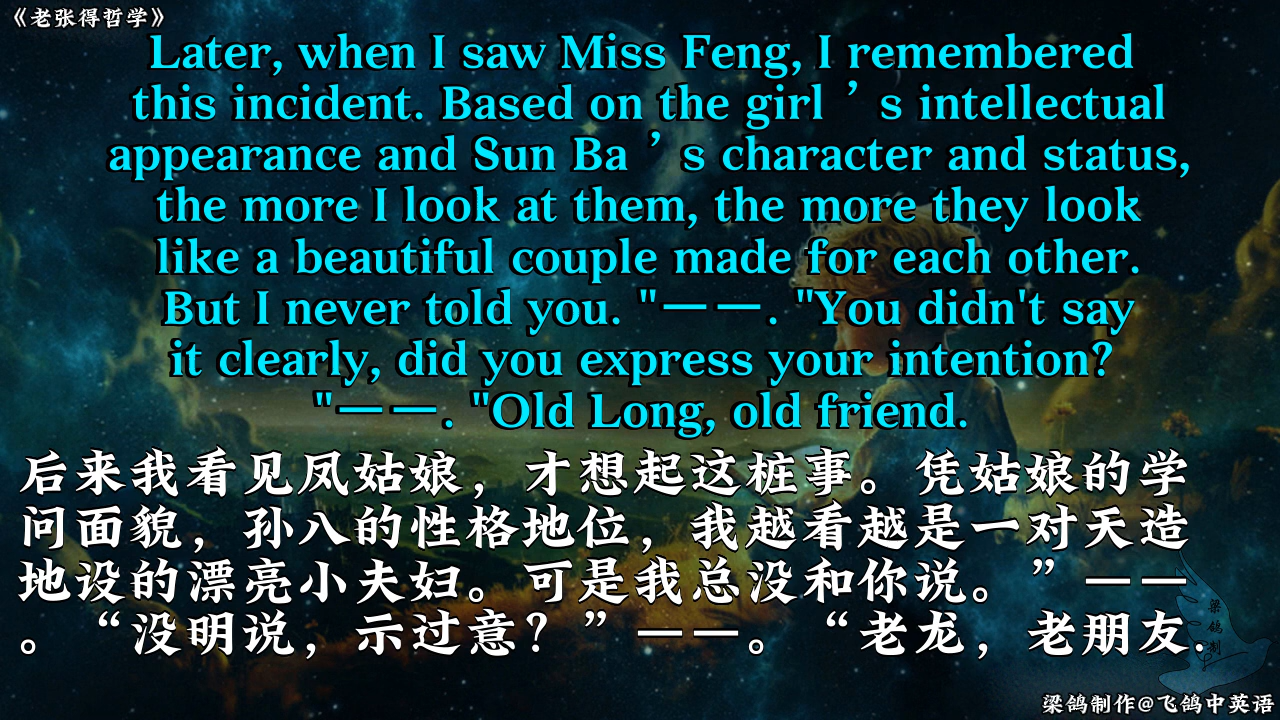 《老张得哲学》
Later, when I saw Miss Feng, I remembered
this incident. Based on the girl ’ s intellectual
appearance and Sun Ba ’ s character and status,
the more I look at them, the more they look
like a beautiful couple made for each other.
But I never told you. "——. "You didn't say
it clearly, did you express your intention?
"——. "Old Long, old friend.
后来我看见凤姑娘，才想起这桩事。凭姑娘的学
问面貌，孙八的性格地位，我越看越是一对天造
地设的漂亮小夫妇。可是我总没和你说。”——
。“没明说，示过意？”——。“老龙，老朋友.
梁
鸽
制
梁鸽制作@飞鸽中英语